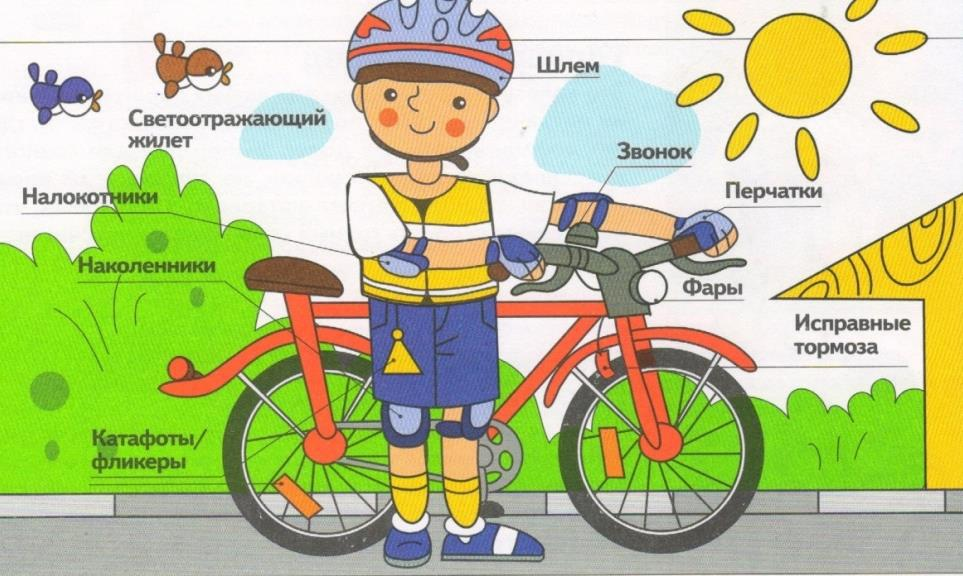 Шлем
Светоотражающий
жилет
Звонок
Налокотники
Перчатки
Наколенники
Фары
Исправные
тормоза
Катафоты/
фликеры